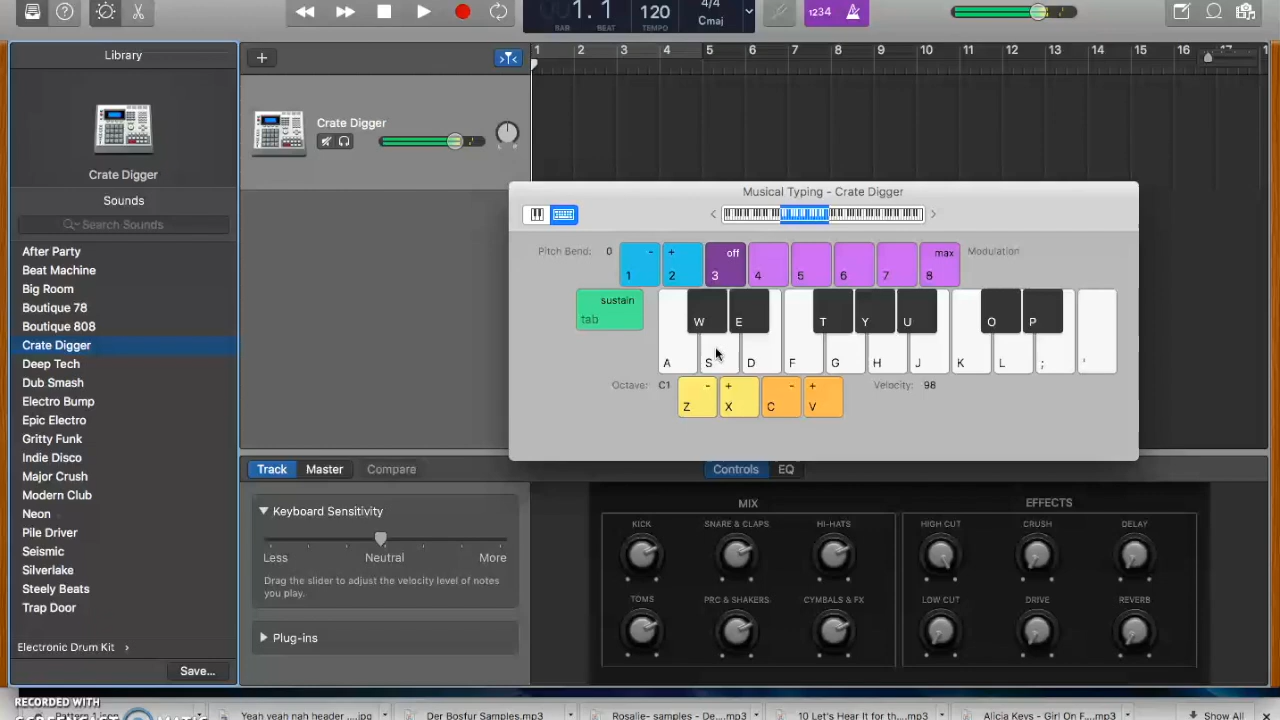 1.1
BAR
BEAT
120
TEMPO
4/4
Cmaj
1234
Library
Crate Digger
Sounds
Search Sounds
After Party
Beat Machine
Big Room
Boutique 78
Boutique 808
Crate Digger
Deep Tech
Dub Smash
Electro Bump
Epic Electro
Gritty Funk
Indie Disco
Major Crush
Modern Club
Neon
Pile Driver
Seismic
Silverlake
Steely Beats
Trap Door
Electronic Drum Kit
Save...
1 2 3 4 5 6 7 8 9 10 11 12 13 14 15 16 17
Crate Digger
Musical Typing - Crate Digger
Pitch Bend: 0
- 1
+ 2
off 3
4
5
6
7
max 8
Modulation
sustain
tab
W E T Y U O P
A S D F G H J K L ; '
Octave: C1
- Z
+ X
- C
+ V
Velocity: 98
Track Master Compare
Controls EQ
Keyboard Sensitivity
Less Neutral More
Drag the slider to adjust the velocity level of notes
you play.
Plug-ins
MIX
KICK SNARE & CLAPS HI-HATS
TOMS PRC & SHAKERS CYMBALS & FX
EFFECTS
HIGH CUT CRUSH DELAY
LOW CUT DRIVE REVERB
RECORDED WITH
Yeah yeah nah header ....jpg
Der Bosfur Samples.mp3
Rosalie- samples - De....mp3
10 Let's Hear It for th....mp3
Alicia Keys - Girl On F....mp3
Show All